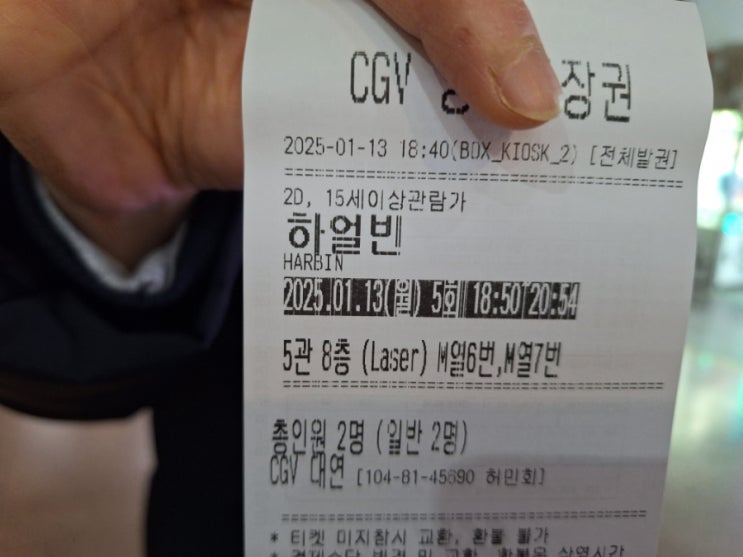 CGV 장권
2025-01-13 18:40(BOX_KIOSK_2) [전체발권]
2D, 15세이상관람가
하얼빈
HARBIN
2025.01.13(월) 5회 18:50~20:54
5관 8층 (Laser) M열6번,M열7번
총인원 2명 (일반 2명)
CGV 대연 [104-81-45690 허민회]
* 티켓 미지참시 교환, 환불 불가